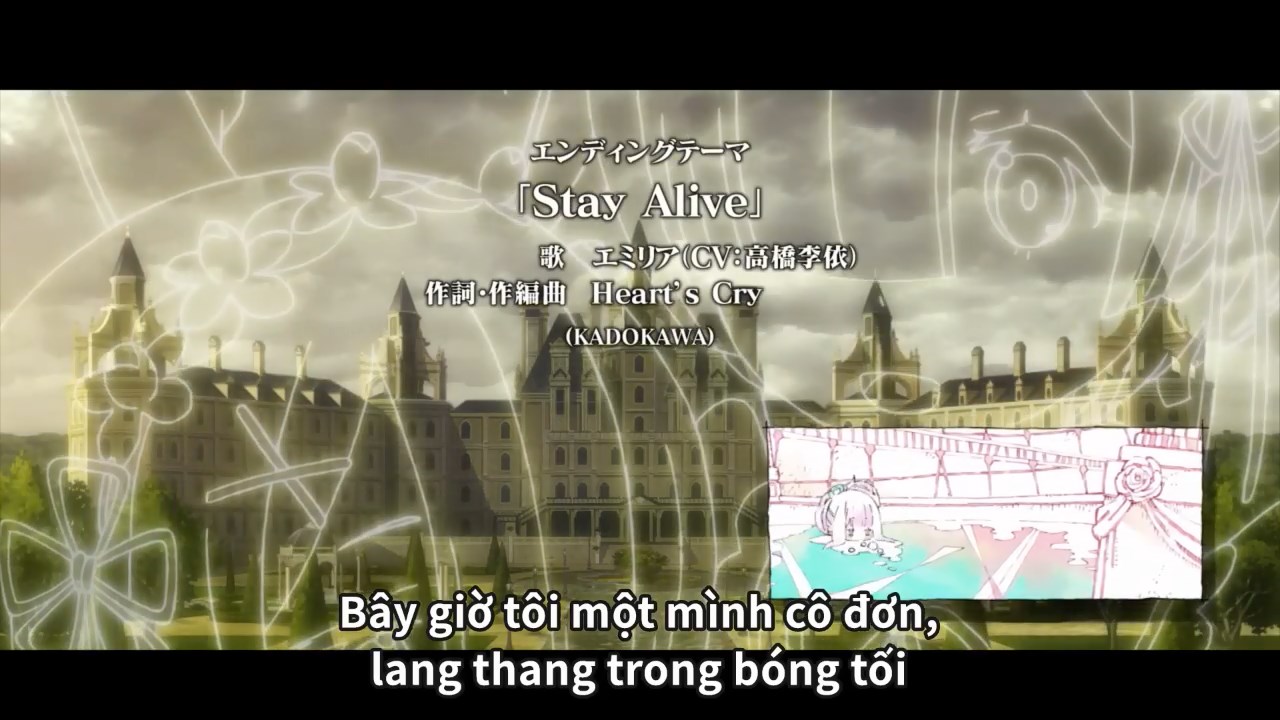 エンディングテーマ
「Stay Alive」
歌 エミリア(CV:高橋李依)
作詞・作編曲 Heart's Cry
(KADOKAWA)
Bây giờ tôi một mình cô đơn,
lang thang trong bóng tối